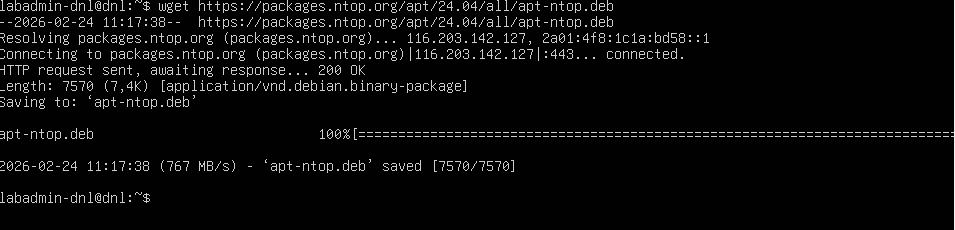 labadmin-dnl@dnl:~$ wget https://packages.ntop.org/apt/24.04/all/apt-ntop.deb
--2026-02-24 11:17:38--  https://packages.ntop.org/apt/24.04/all/apt-ntop.deb
Resolving packages.ntop.org (packages.ntop.org)... 116.203.142.127, 2a01:4f8:1c1a:bd58::1
Connecting to packages.ntop.org (packages.ntop.org)|116.203.142.127|:443... connected.
HTTP request sent, awaiting response... 200 OK
Length: 7570 (7,4K) [application/vnd.debian.binary-package]
Saving to: ‘apt-ntop.deb’
apt-ntop.deb 100%[===========================================================================
2026-02-24 11:17:38 (767 MB/s) - ‘apt-ntop.deb’ saved [7570/7570]
labadmin-dnl@dnl:~$